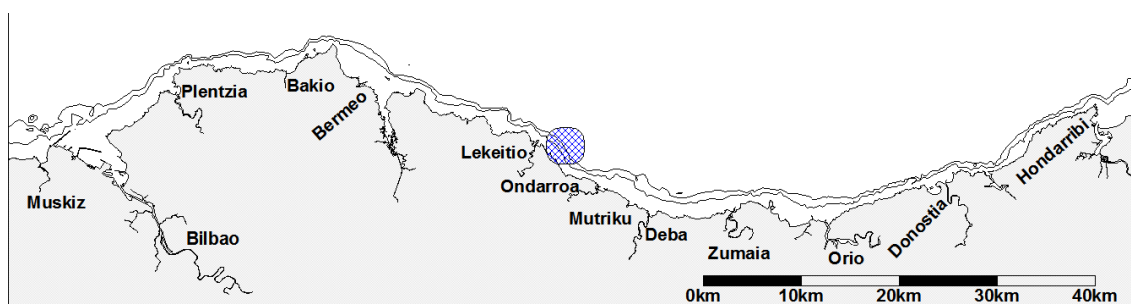 Plentzia
Bakio
Bermeo
Lekeitio
Ondarroa
Muskiz
Mutriku
Bilbao
Deba
Zumaia
Orio
Donostia
Hondarribi
0km 10km 20km 30km 40km